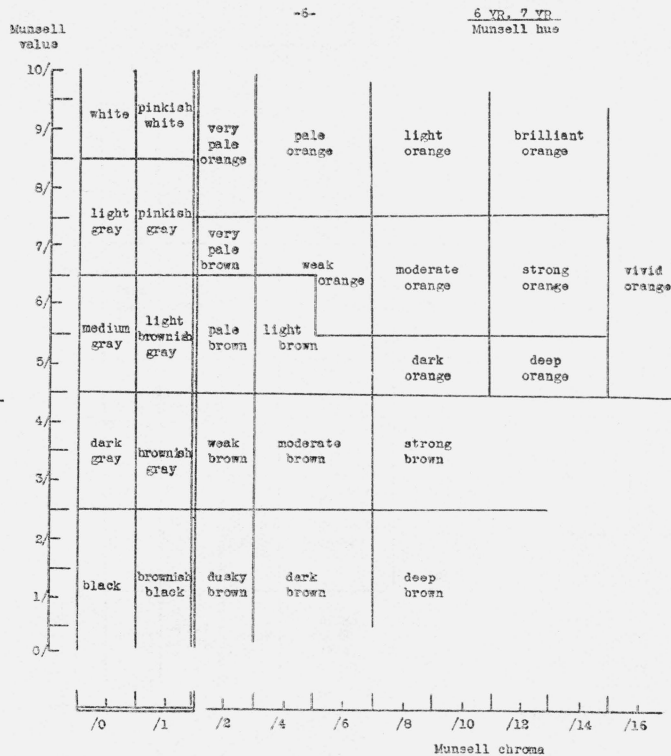 -6-
6 YR, 7 YR
Munsell hue
Munsell
value
10/
9/
8/
7/
6/
5/
4/
3/
2/
1/
0/
white
pinkish
white
very
pale
orange
pale
orange
light
orange
brilliant
orange
light
gray
pinkish
gray
very
pale
brown
weak
orange
moderate
orange
strong
orange
vivid
orange
medium
gray
light
brownish
gray
pale
brown
light
brown
dark
orange
deep
orange
dark
gray
brownish
gray
weak
brown
moderate
brown
strong
brown
black
brownish
black
dusky
brown
dark
brown
deep
brown
/0 /1 /2 /4 /6 /8 /10 /12 /14 /16
Munsell chroma